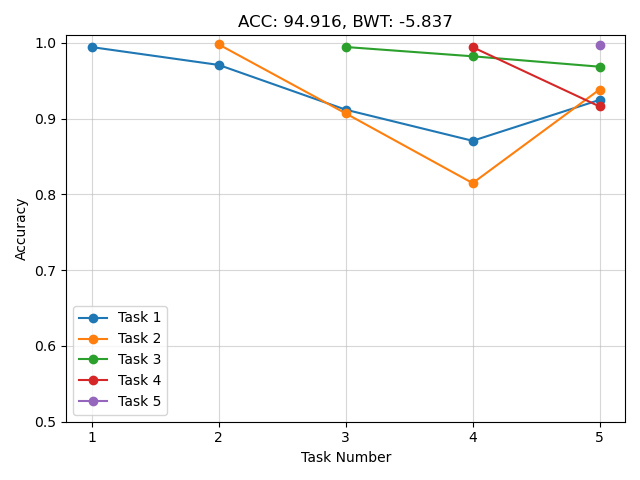 ACC: 94.916, BWT: -5.837
1.0
0.9
0.8
0.7
0.6
0.5
Accuracy
Task 1
Task 2
Task 3
Task 4
Task 5
1 2 3 4 5
Task Number